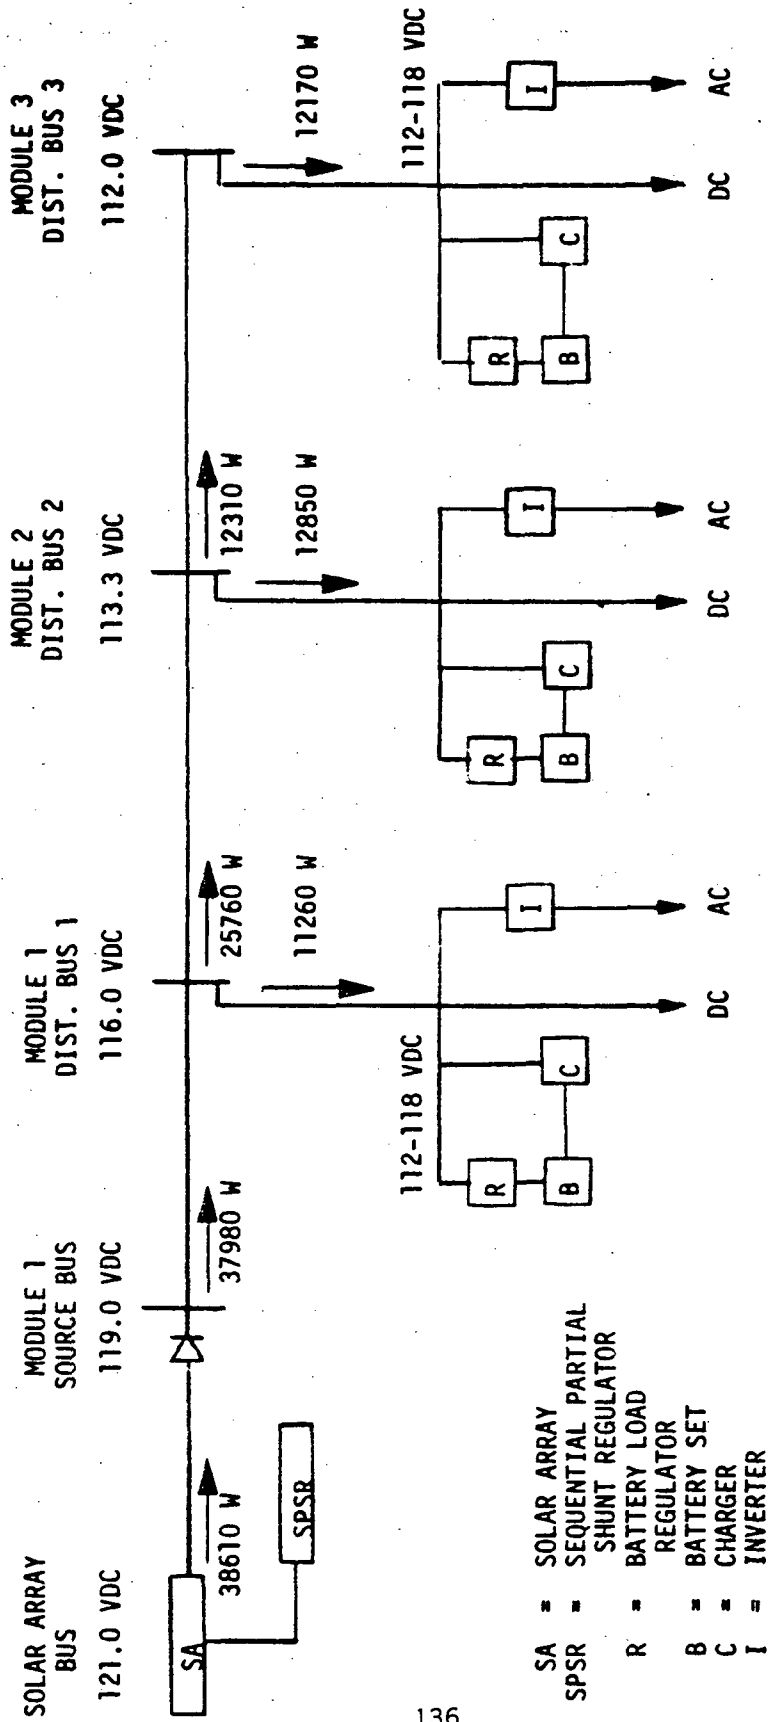 SOLAR ARRAY
BUS
121.0 VDC
MODULE 1
SOURCE BUS
119.0 VDC
MODULE 1
DIST. BUS 1
116.0 VDC
MODULE 2
DIST. BUS 2
113.3 VDC
MODULE 3
DIST. BUS 3
112.0 VDC
SA
38610 W
SPSR
37980 W
25760 W
11260 W
12310 W
12850 W
12170 W
112-118 VDC
R
B
C
I
DC
AC
R
B
C
I
DC
AC
112-118 VDC
R
B
C
I
DC
AC
SA = SOLAR ARRAY
SPSR = SEQUENTIAL PARTIAL
SHUNT REGULATOR
R = BATTERY LOAD
REGULATOR
B = BATTERY SET
C = CHARGER
I = INVERTER
136